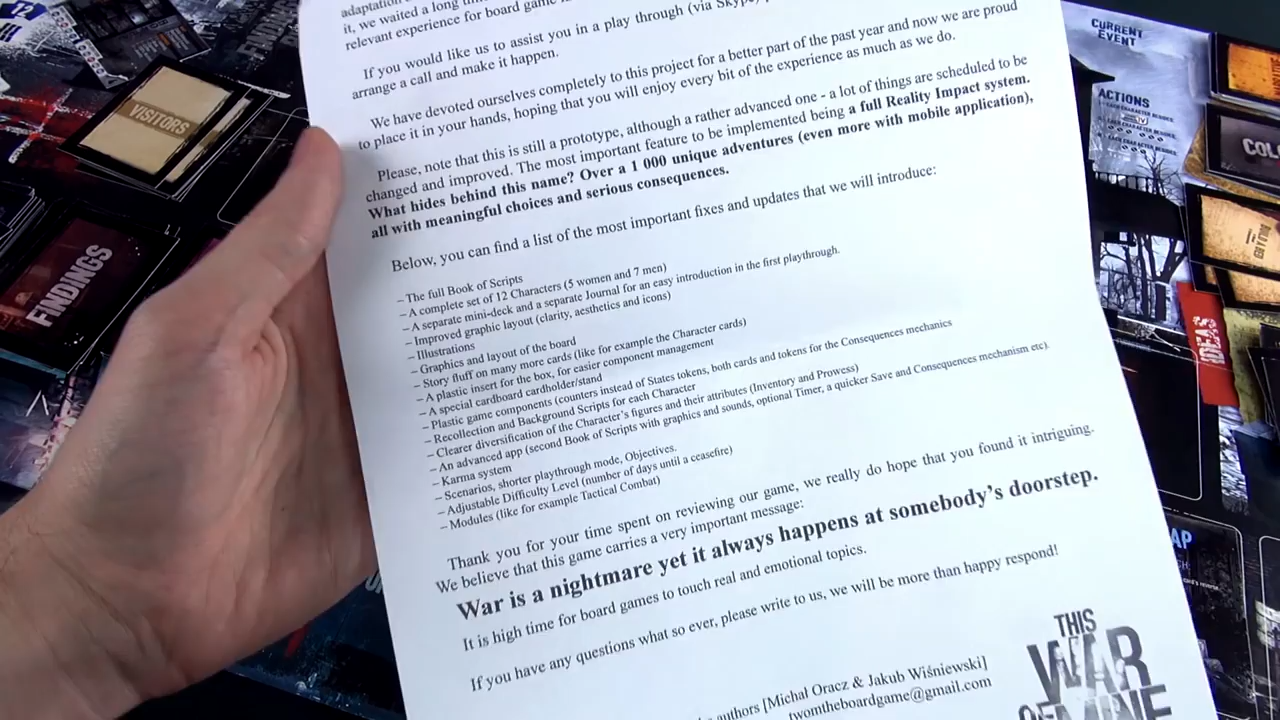 adaptation
it, we waited a long
relevant experience for board game
If you would like us to assist you in a play through (via Skype)
arrange a call and make it happen.
We have devoted ourselves completely to this project for a better part of the past year and now we are proud
to place it in your hands, hoping that you will enjoy every bit of the experience as much as we do.
Please, note that this is still a prototype, although a rather advanced one - a lot of things are scheduled to be
changed and improved. The most important feature to be implemented being a full Reality Impact system.
What hides behind this name? Over a 1 000 unique adventures (even more with mobile application),
all with meaningful choices and serious consequences.
Below, you can find a list of the most important fixes and updates that we will introduce:
– The full Book of Scripts
– A complete set of 12 Characters (5 women and 7 men)
– A separate mini-deck and a separate Journal for an easy introduction in the first playthrough.
– Improved graphic layout (clarity, aesthetics and icons)
– Illustrations
– Graphics and layout of the board
– Story fluff on many more cards (like for example the Character cards)
– A plastic insert for the box, for easier component management
– A special cardboard cardholder/stand
– Plastic game components (counters instead of States tokens, both cards and tokens for the Consequences mechanics
– Recollection and Background Scripts for each Character
– Clearer diversification of the Character's figures and their attributes (Inventory and Prowess)
– An advanced app (second Book of Scripts with graphics and sounds, optional Timer, a quicker Save and Consequences mechanism etc).
– Karma system
– Scenarios, shorter playthrough mode, Objectives.
– Adjustable Difficulty Level (number of days until a ceasefire)
– Modules (like for example Tactical Combat)
Thank you for your time spent on reviewing our game, we really do hope that you found it intriguing.
We believe that this game carries a very important message:
War is a nightmare yet it always happens at somebody's doorstep.
It is high time for board games to touch real and emotional topics.
If you have any questions what so ever, please write to us, we will be more than happy respond!
authors [Michał Oracz & Jakub Wiśniewski]
twomtheboardgame@gmail.com
THIS
WAR
OF MINE
VISITORS
FINDINGS
12
CURRENT
EVENT
ACTIONS
IDEAS